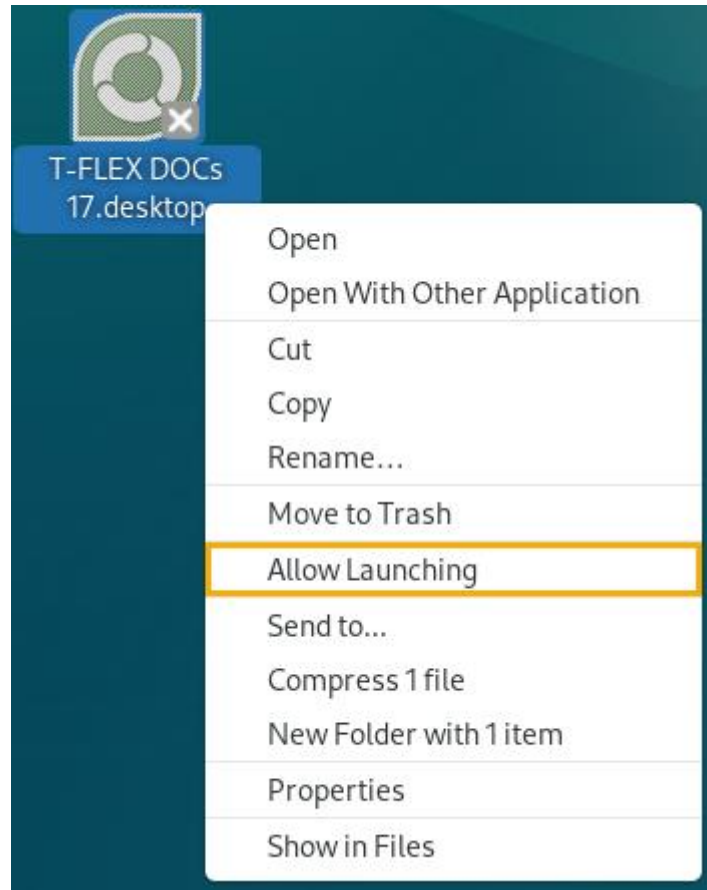 T-FLEX DOCs
17.desktop
Open
Open With Other Application
Cut
Copy
Rename...
Move to Trash
Allow Launching
Send to...
Compress 1 file
New Folder with 1 item
Properties
Show in Files